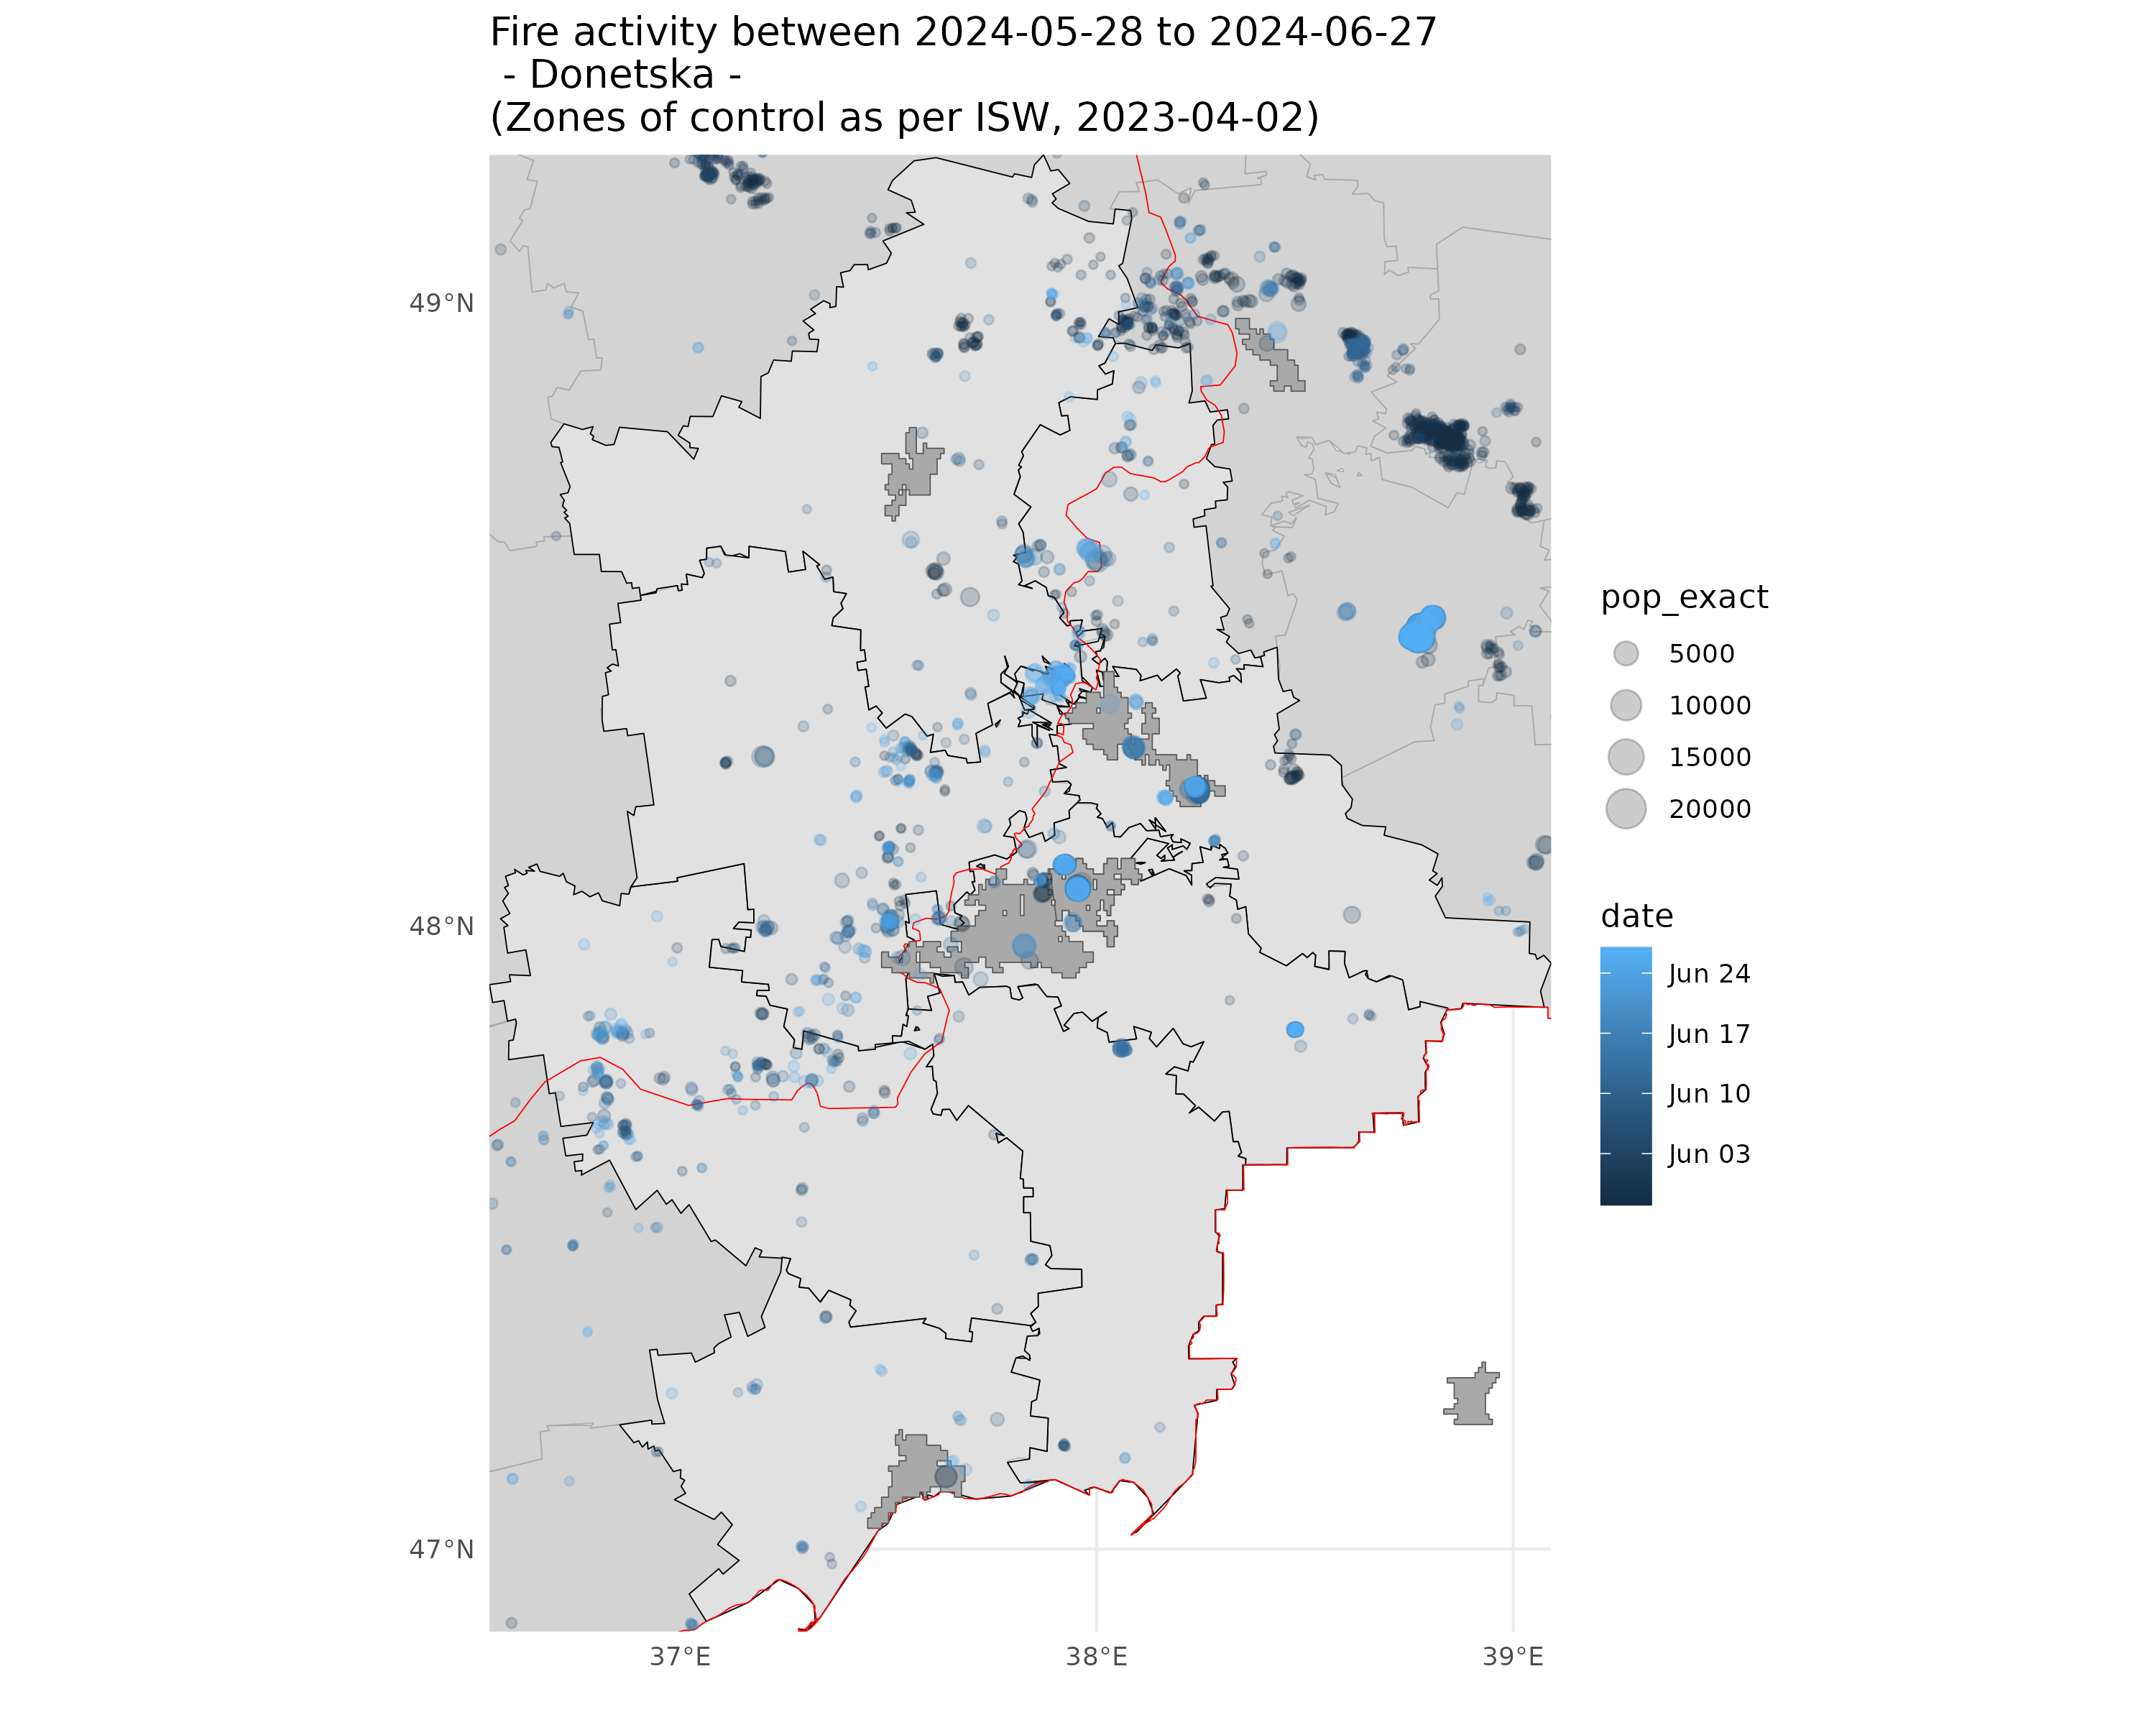 Fire activity between 2024-05-28 to 2024-06-27
- Donetska -
(Zones of control as per ISW, 2023-04-02)
49°N
48°N
47°N
37°E
38°E
39°E
pop_exact
5000
10000
15000
20000
date
Jun 24
Jun 17
Jun 10
Jun 03